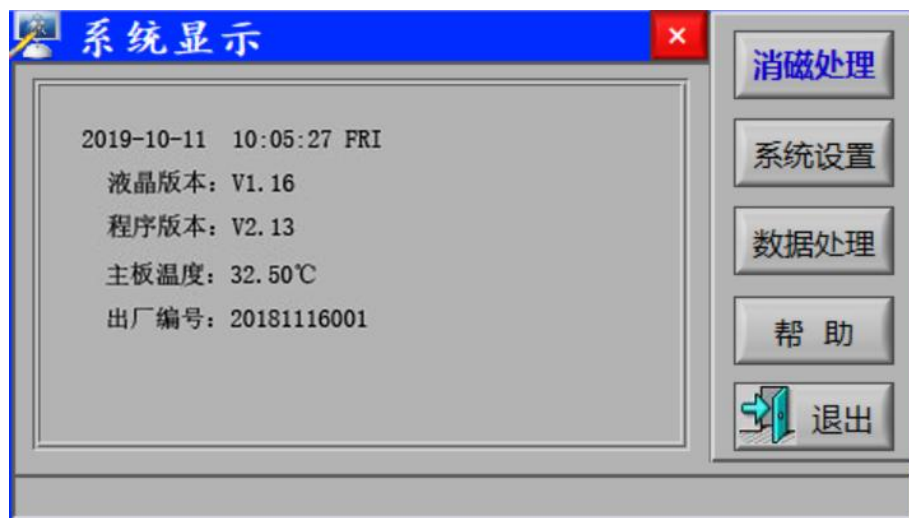 系统显示
×
2019-10-11 10:05:27 FRI
液晶版本：V1.16
程序版本：V2.13
主板温度：32.50℃
出厂编号：20181116001
消磁处理
系统设置
数据处理
帮 助
退出